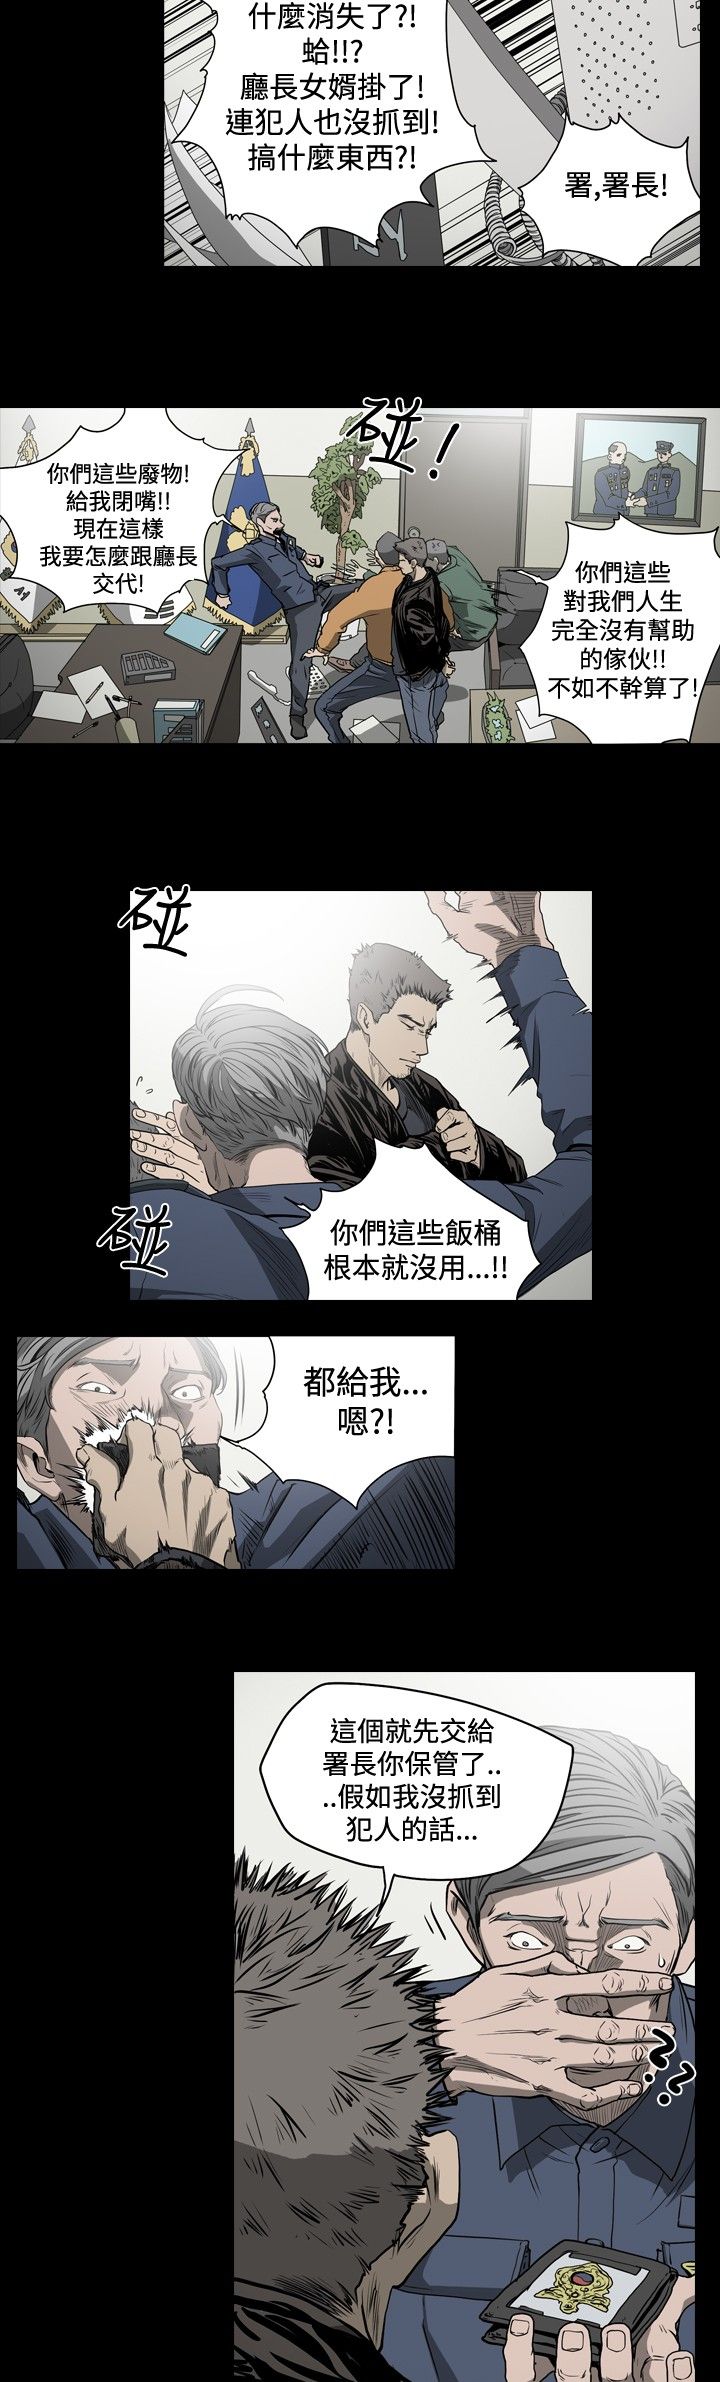 什麼消失了?!
蛤!!?
廳長女婿掛了!
連犯人也沒抓到!
搞什麼東西?!
署,署長!
碰!
你們這些廢物!
給我閉嘴!!
現在這樣
我要怎麼跟廳長
交代!
你們這些
對我們人生
完全沒有幫助
的傢伙!!
不如不幹算了!
碰
碰
你們這些飯桶
根本就沒用...!!
都給我...
嗯?!
這個就先交給
署長你保管了..
..假如我沒抓到
犯人的話...
??